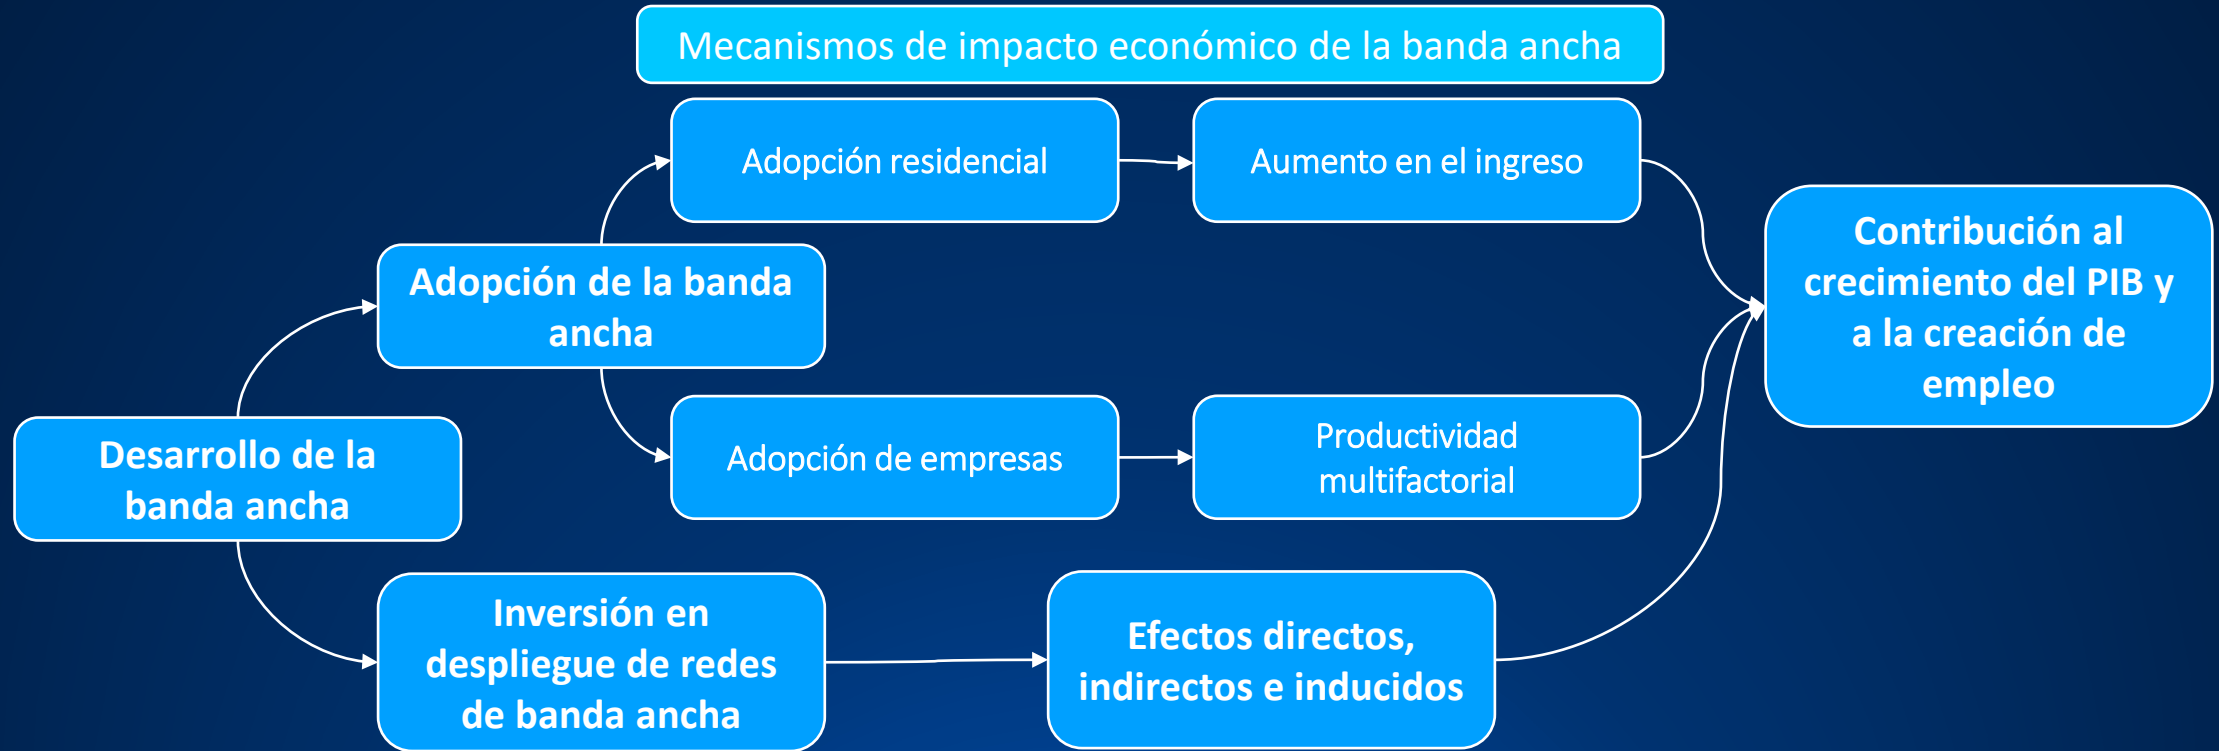 Mecanismos de impacto económico de la banda ancha
Adopción residencial
Aumento en el ingreso
Contribución al
crecimiento del PIB y
a la creación de
empleo
Adopción de la banda
ancha
Desarrollo de la
banda ancha
Adopción de empresas
Productividad
multifactorial
Inversión en
despliegue de redes
de banda ancha
Efectos directos,
indirectos e inducidos